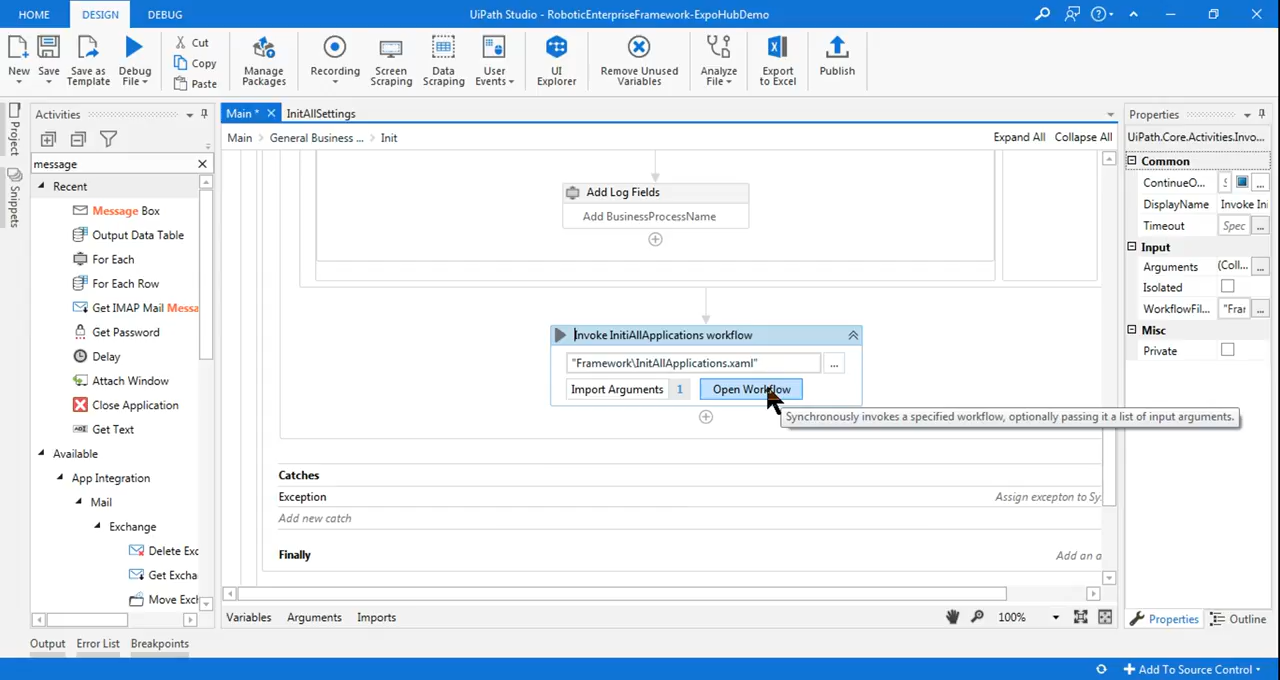 HOME DESIGN DEBUG UiPath Studio - RoboticEnterpriseFramework-ExpoHubDemo
New Save Save as Template Debug File Cut Copy Paste Manage Packages Recording Screen Scraping Data Scraping User Events UI Explorer Remove Unused Variables Analyze File Export to Excel Publish
Project
Snippets
Activities
message
Recent
Message Box
Output Data Table
For Each
For Each Row
Get IMAP Mail Messa
Get Password
Delay
Attach Window
Close Application
Get Text
Available
App Integration
Mail
Exchange
Delete Exc
Get Excha
Move Exch
Main * InitAllSettings
Main > General Business ... > Init Expand All Collapse All
Add Log Fields
Add BusinessProcessName
Invoke InitiAllApplications workflow
"Framework\InitAllApplications.xaml" ...
Import Arguments 1 Open Workflow
Synchronously invokes a specified workflow, optionally passing it a list of input arguments.
Catches
Exception Assign excepton to Sy
Add new catch
Finally Add an a
Variables Arguments Imports 100%
Properties
UiPath.Core.Activities.Invo...
Common
ContinueO... S ...
DisplayName Invoke Ini
Timeout Spec ...
Input
Arguments (Coll... ...
Isolated
WorkflowFil... "Frar ...
Misc
Private
Properties Outline
Output Error List Breakpoints
Add To Source Control